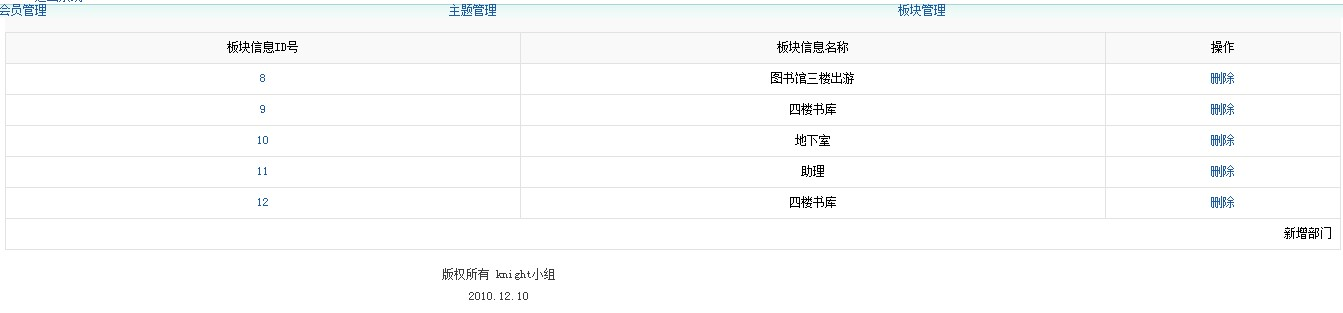 会员管理 主题管理 板块管理
板块信息ID号 板块信息名称 操作
8 图书馆三楼出游 删除
9 四楼书库 删除
10 地下室 删除
11 助理 删除
12 四楼书库 删除
新增部门
版权所有 knight小组
2010.12.10